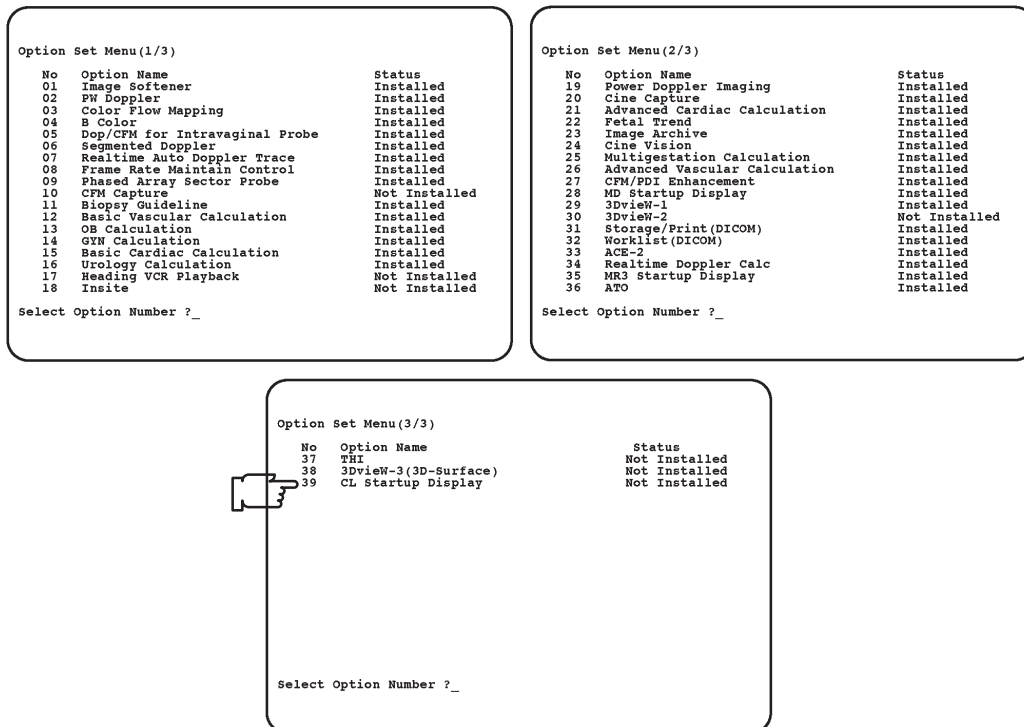 Option Set Menu(1/3)
No Option Name Status
01 Image Softener Installed
02 PW Doppler Installed
03 Color Flow Mapping Installed
04 B Color Installed
05 Dop/CFM for Intravaginal Probe Installed
06 Segmented Doppler Installed
07 Realtime Auto Doppler Trace Installed
08 Frame Rate Maintain Control Installed
09 Phased Array Sector Probe Installed
10 CFM Capture Not Installed
11 Biopsy Guideline Installed
12 Basic Vascular Calculation Installed
13 OB Calculation Installed
14 GYN Calculation Installed
15 Basic Cardiac Calculation Installed
16 Urology Calculation Installed
17 Heading VCR Playback Not Installed
18 Insite Not Installed
Select Option Number ?_
Option Set Menu(2/3)
No Option Name Status
19 Power Doppler Imaging Installed
20 Cine Capture Installed
21 Advanced Cardiac Calculation Installed
22 Fetal Trend Installed
23 Image Archive Installed
24 Cine Vision Installed
25 Multigestation Calculation Installed
26 Advanced Vascular Calculation Installed
27 CFM/PDI Enhancement Installed
28 MD Startup Display Installed
29 3DvieW-1 Installed
30 3DvieW-2 Not Installed
31 Storage/Print(DICOM) Installed
32 Worklist(DICOM) Installed
33 ACE-2 Installed
34 Realtime Doppler Calc Installed
35 MR3 Startup Display Installed
36 ATO Installed
Select Option Number ?_
Option Set Menu(3/3)
No Option Name Status
37 THI Not Installed
38 3DvieW-3(3D-Surface) Not Installed
39 CL Startup Display Not Installed
Select Option Number ?_